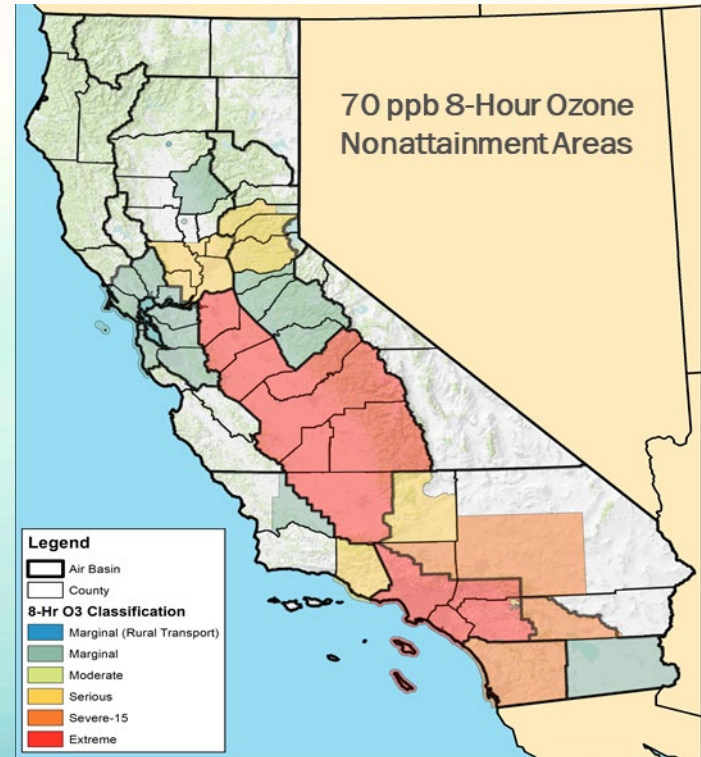 70 ppb 8-Hour Ozone
Nonattainment Areas
Legend
Air Basin
County
8-Hr O3 Classification
Marginal (Rural Transport)
Marginal
Moderate
Serious
Severe-15
Extreme